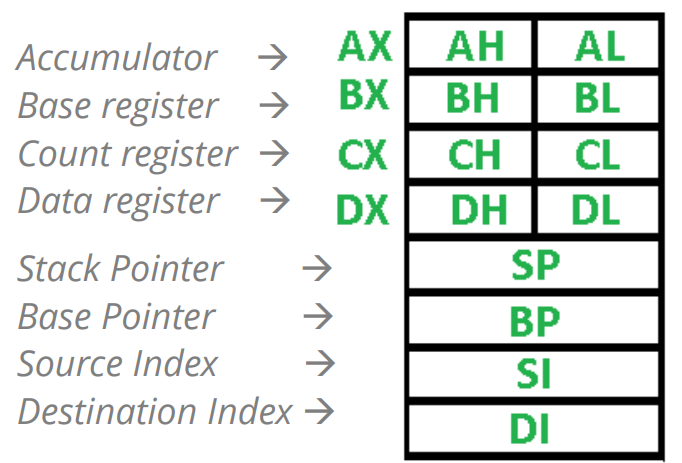 Accumulator → AX AH AL
Base register → BX BH BL
Count register → CX CH CL
Data register → DX DH DL
Stack Pointer → SP
Base Pointer → BP
Source Index → SI
Destination Index → DI